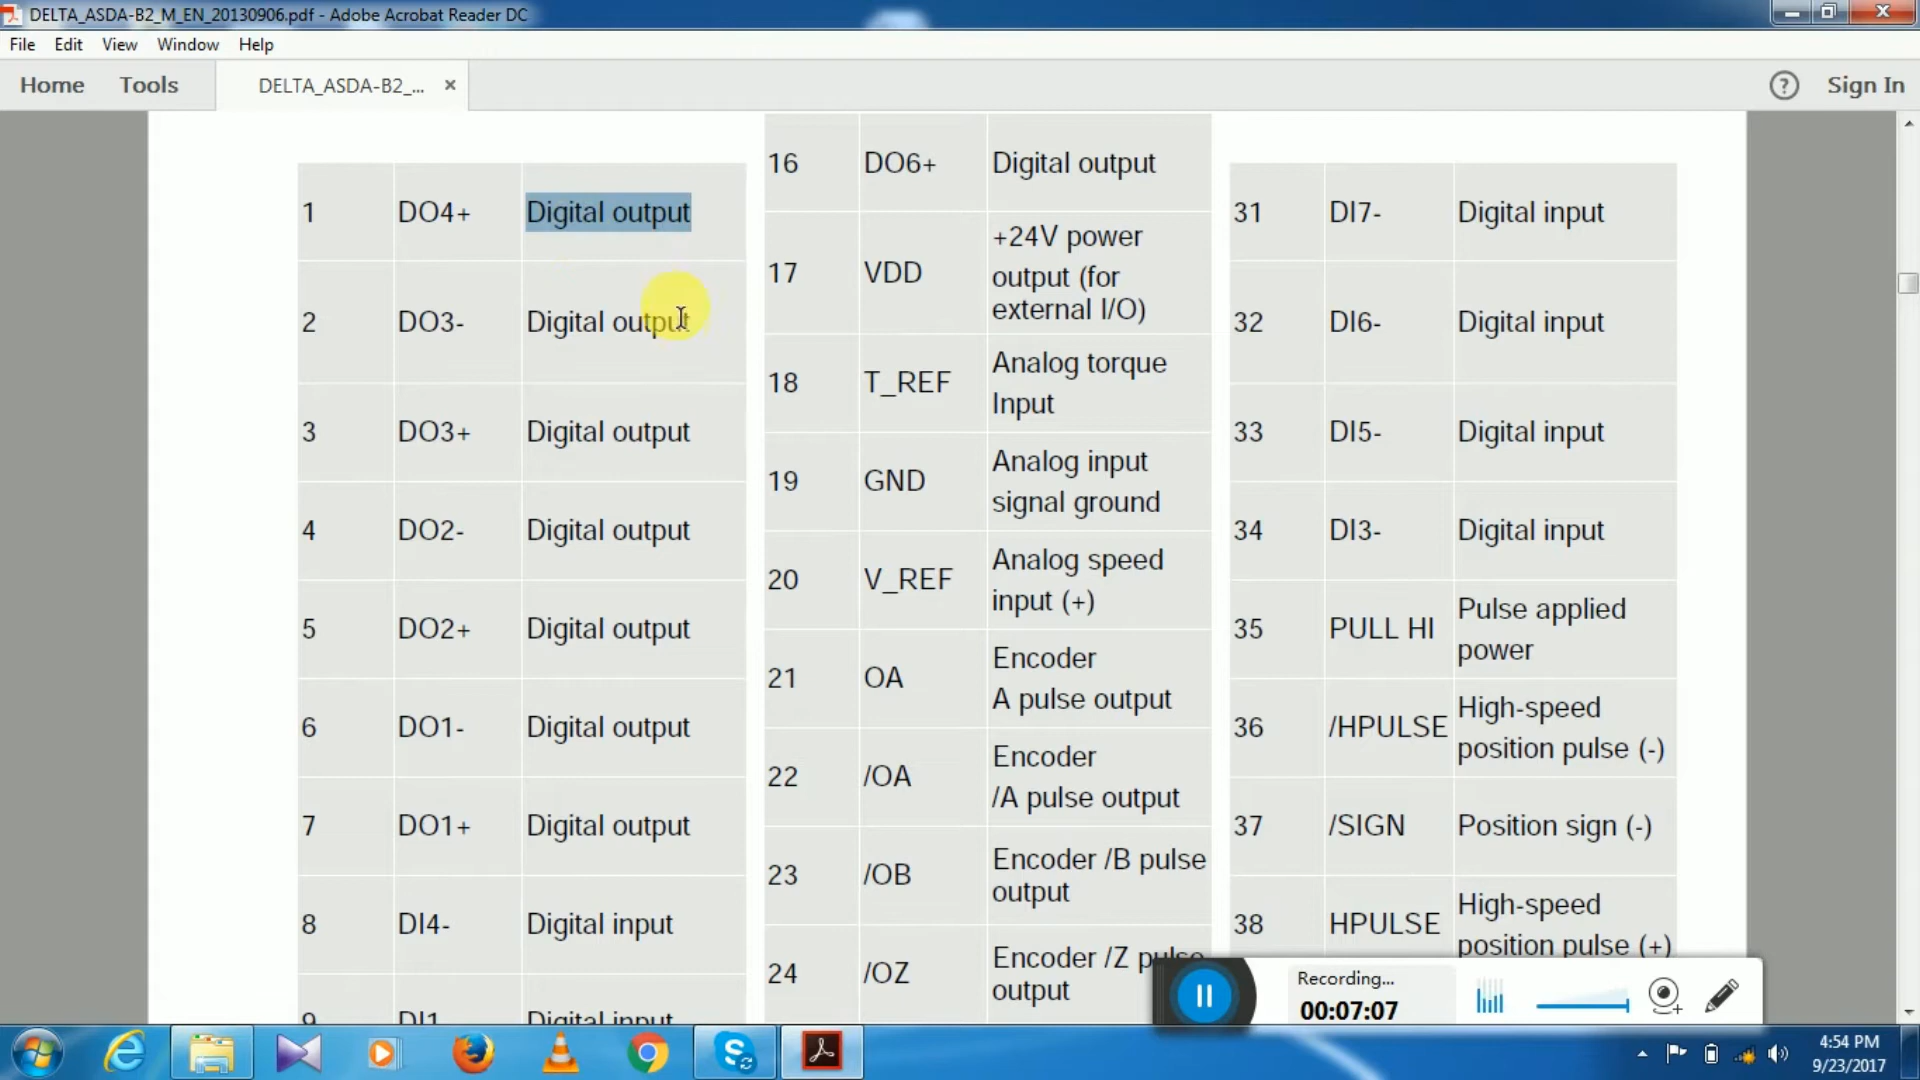 DELTA_ASDA-B2_M_EN_20130906.pdf - Adobe Acrobat Reader DC
File Edit View Window Help
Home Tools DELTA_ASDA-B2_... × ? Sign In
1 DO4+ Digital output
2 DO3- Digital output
3 DO3+ Digital output
4 DO2- Digital output
5 DO2+ Digital output
6 DO1- Digital output
7 DO1+ Digital output
8 DI4- Digital input
9 DI1- Digital input
16 DO6+ Digital output
17 VDD +24V power
output (for
external I/O)
18 T_REF Analog torque
Input
19 GND Analog input
signal ground
20 V_REF Analog speed
input (+)
21 OA Encoder
A pulse output
22 /OA Encoder
/A pulse output
23 /OB Encoder /B pulse
output
24 /OZ Encoder /Z pulse
output
31 DI7- Digital input
32 DI6- Digital input
33 DI5- Digital input
34 DI3- Digital input
35 PULL HI Pulse applied
power
36 /HPULSE High-speed
position pulse (-)
37 /SIGN Position sign (-)
38 HPULSE High-speed
position pulse (+)
Recording...
00:07:07
4:54 PM
9/23/2017